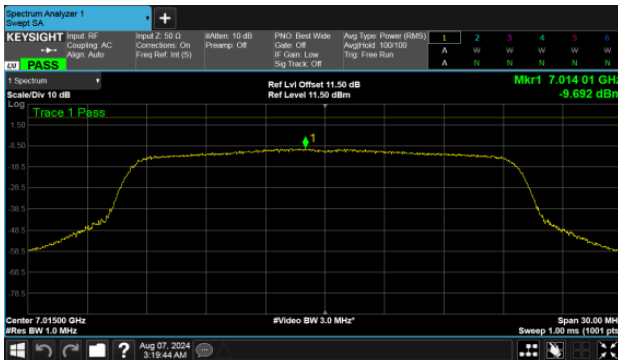 Spectrum Analyzer 1
Swept SA
+
KEYSIGHT Input: RF Input Z: 50 Ω #Atten: 10 dB PNO: Best Wide Avg Type: Power (RMS) 1 2 3 4 5 6
Coupling: AC Corrections: On Preamp: Off Gate: Off Avg|Hold: 100/100 A W W W W W
Align: Auto Freq Ref: Int (S) IF Gain: Low Trig: Free Run
LXI PASS Sig Track: Off A N N N N N
1 Spectrum Ref Lvl Offset 11.50 dB Mkr1 7.014 01 GHz
Scale/Div 10 dB Ref Level 11.50 dBm -9.692 dBm
Log
Trace 1 Pass
1.50
-8.50
1
-18.5
-28.5
-38.5
-48.5
-58.5
-68.5
-78.5
Center 7.01500 GHz #Video BW 3.0 MHz* Span 30.00 MHz
#Res BW 1.0 MHz Sweep 1.00 ms (1001 pts)
? Aug 07, 2024
3:19:44 AM